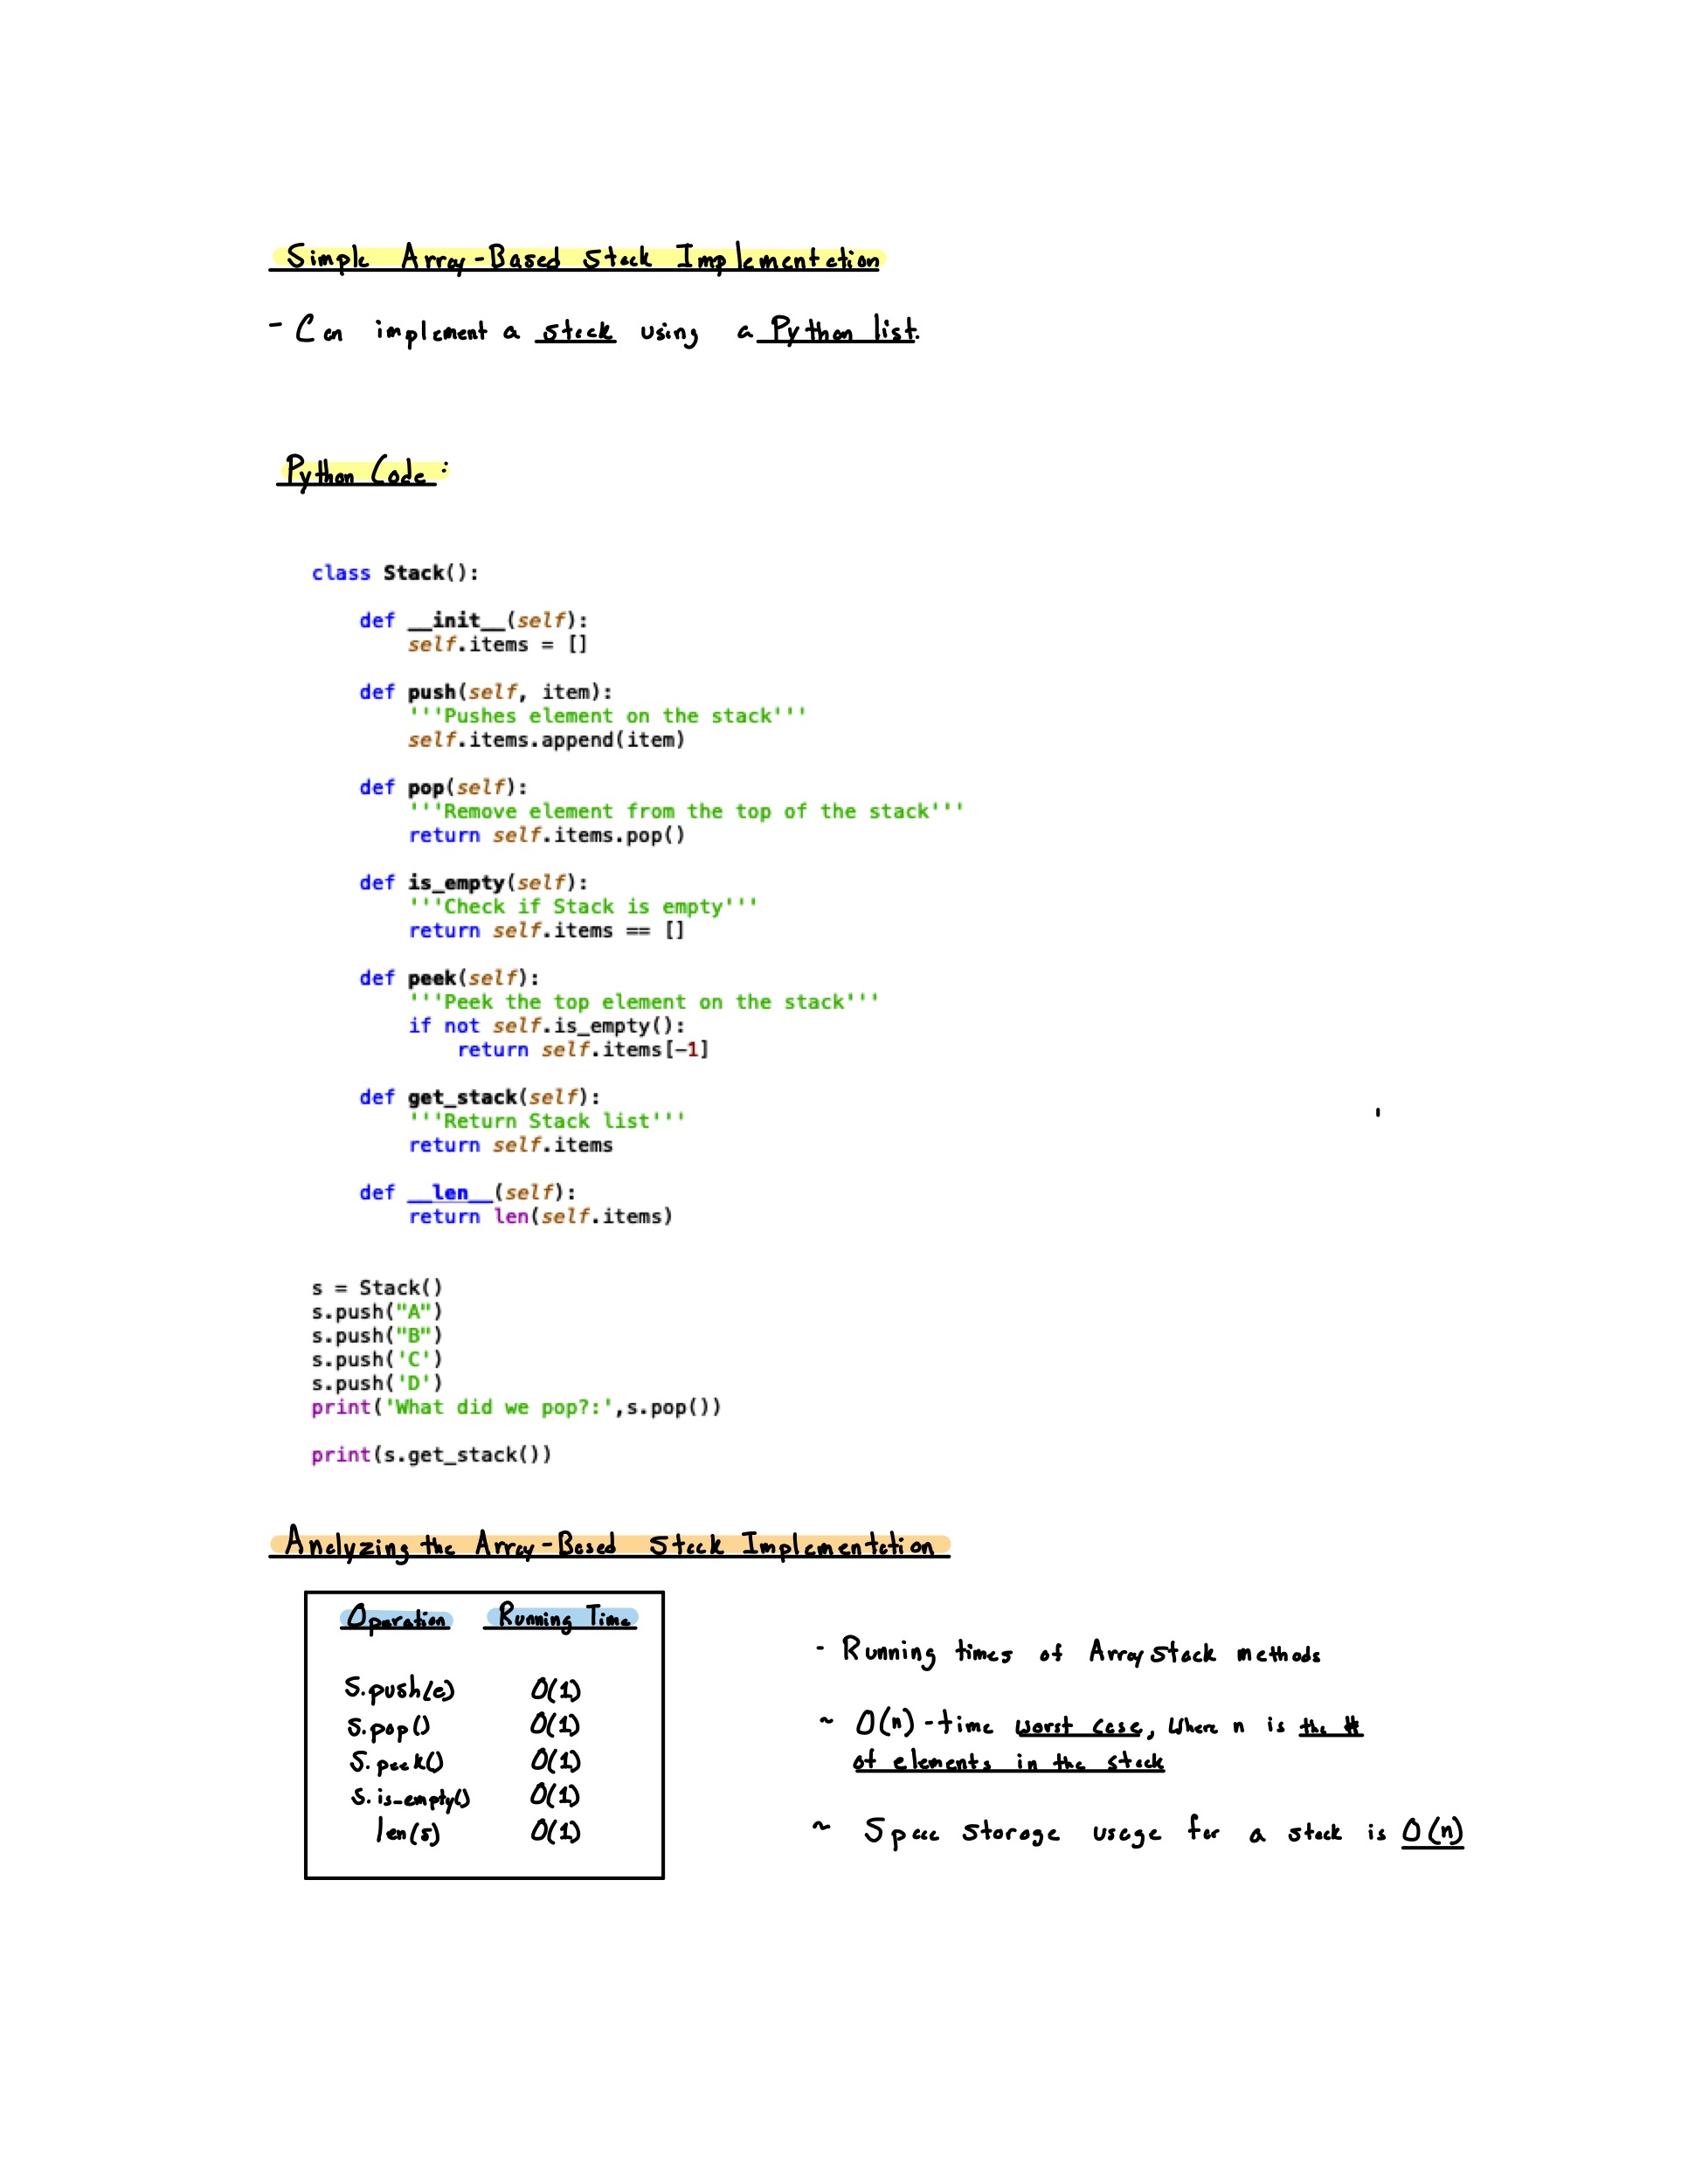 Simple Array-Based Stack Implementation
- Can implement a stack using a Python list.
Python Code:
class Stack():
def __init__(self):
self.items = []
def push(self, item):
'''Pushes element on the stack'''
self.items.append(item)
def pop(self):
'''Remove element from the top of the stack'''
return self.items.pop()
def is_empty(self):
'''Check if Stack is empty'''
return self.items == []
def peek(self):
'''Peek the top element on the stack'''
if not self.is_empty():
return self.items[-1]
def get_stack(self):
'''Return Stack list'''
return self.items
def __len__(self):
return len(self.items)
s = Stack()
s.push("A")
s.push("B")
s.push('C')
s.push('D')
print('What did we pop?:',s.pop())
print(s.get_stack())
Analyzing the Array-Based Stack Implementation
Operation Running Time
S.push(e) O(1)
S.pop() O(1)
S.peek() O(1)
S.is_empty() O(1)
len(s) O(1)
- Running times of Array Stack methods
~ O(n)-time worst case, Where n is the #
of elements in the stack
~ Space storage usage for a stack is O(n)